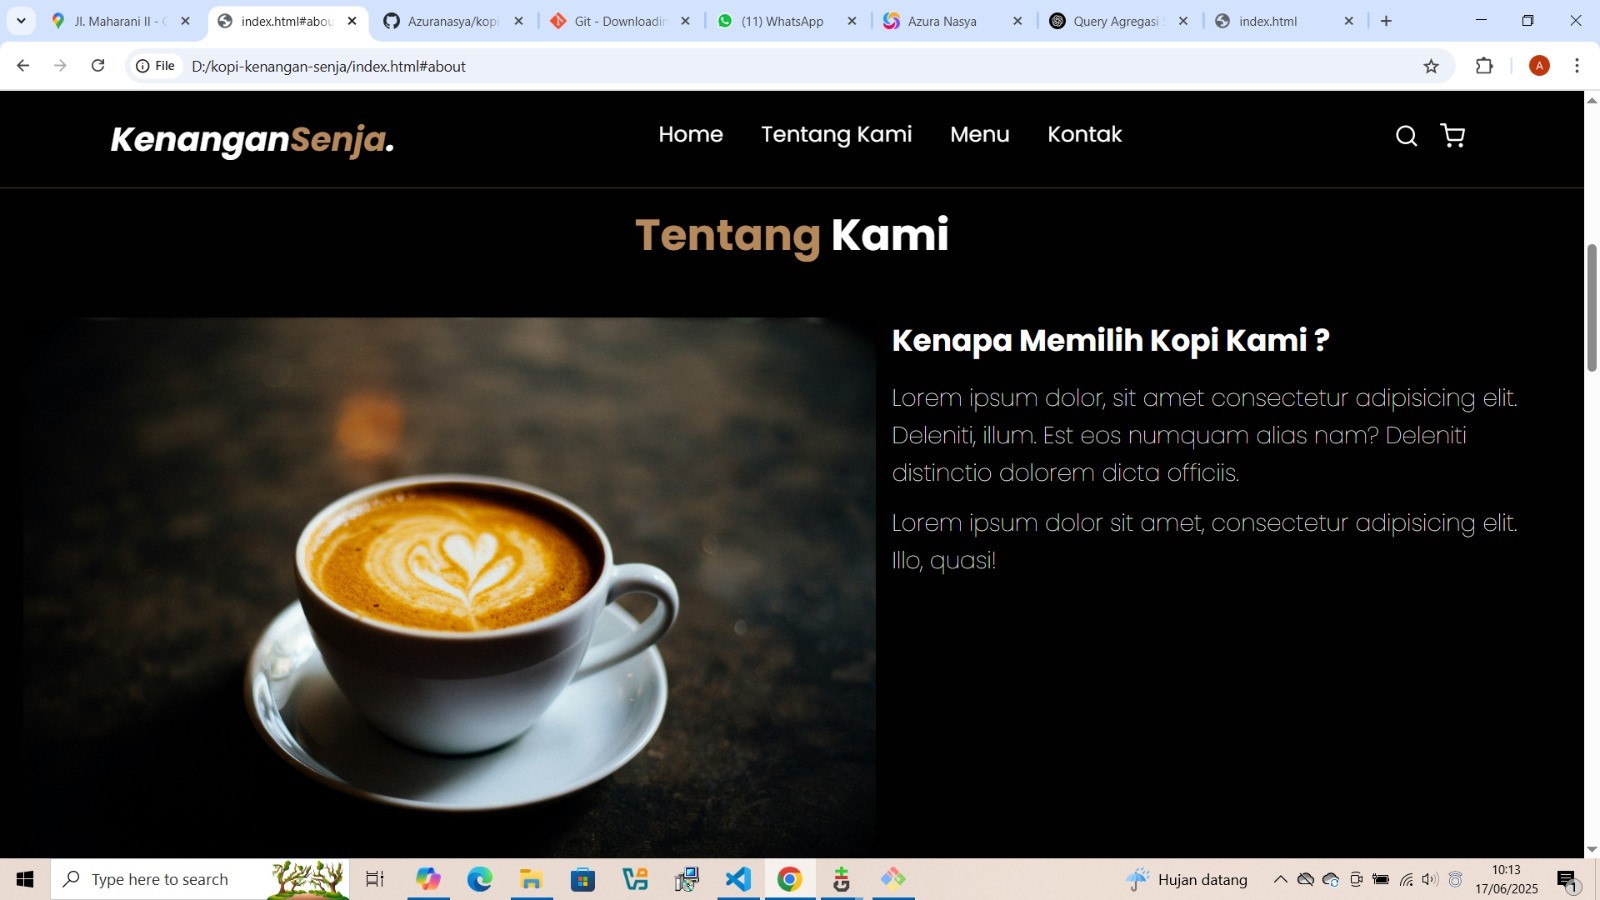 Jl. Maharani II - G
index.html#abou
Azuranasya/kopi
Git - Downloadin
(11) WhatsApp
Azura Nasya
Query Agregasi
index.html
File
D:/kopi-kenangan-senja/index.html#about
A
KenanganSenja.
Home
Tentang Kami
Menu
Kontak
Tentang Kami
Kenapa Memilih Kopi Kami ?
Lorem ipsum dolor, sit amet consectetur adipisicing elit.
Deleniti, illum. Est eos numquam alias nam? Deleniti
distinctio dolorem dicta officiis.
Lorem ipsum dolor sit amet, consectetur adipisicing elit.
Illo, quasi!
Type here to search
Hujan datang
10:13
17/06/2025
1